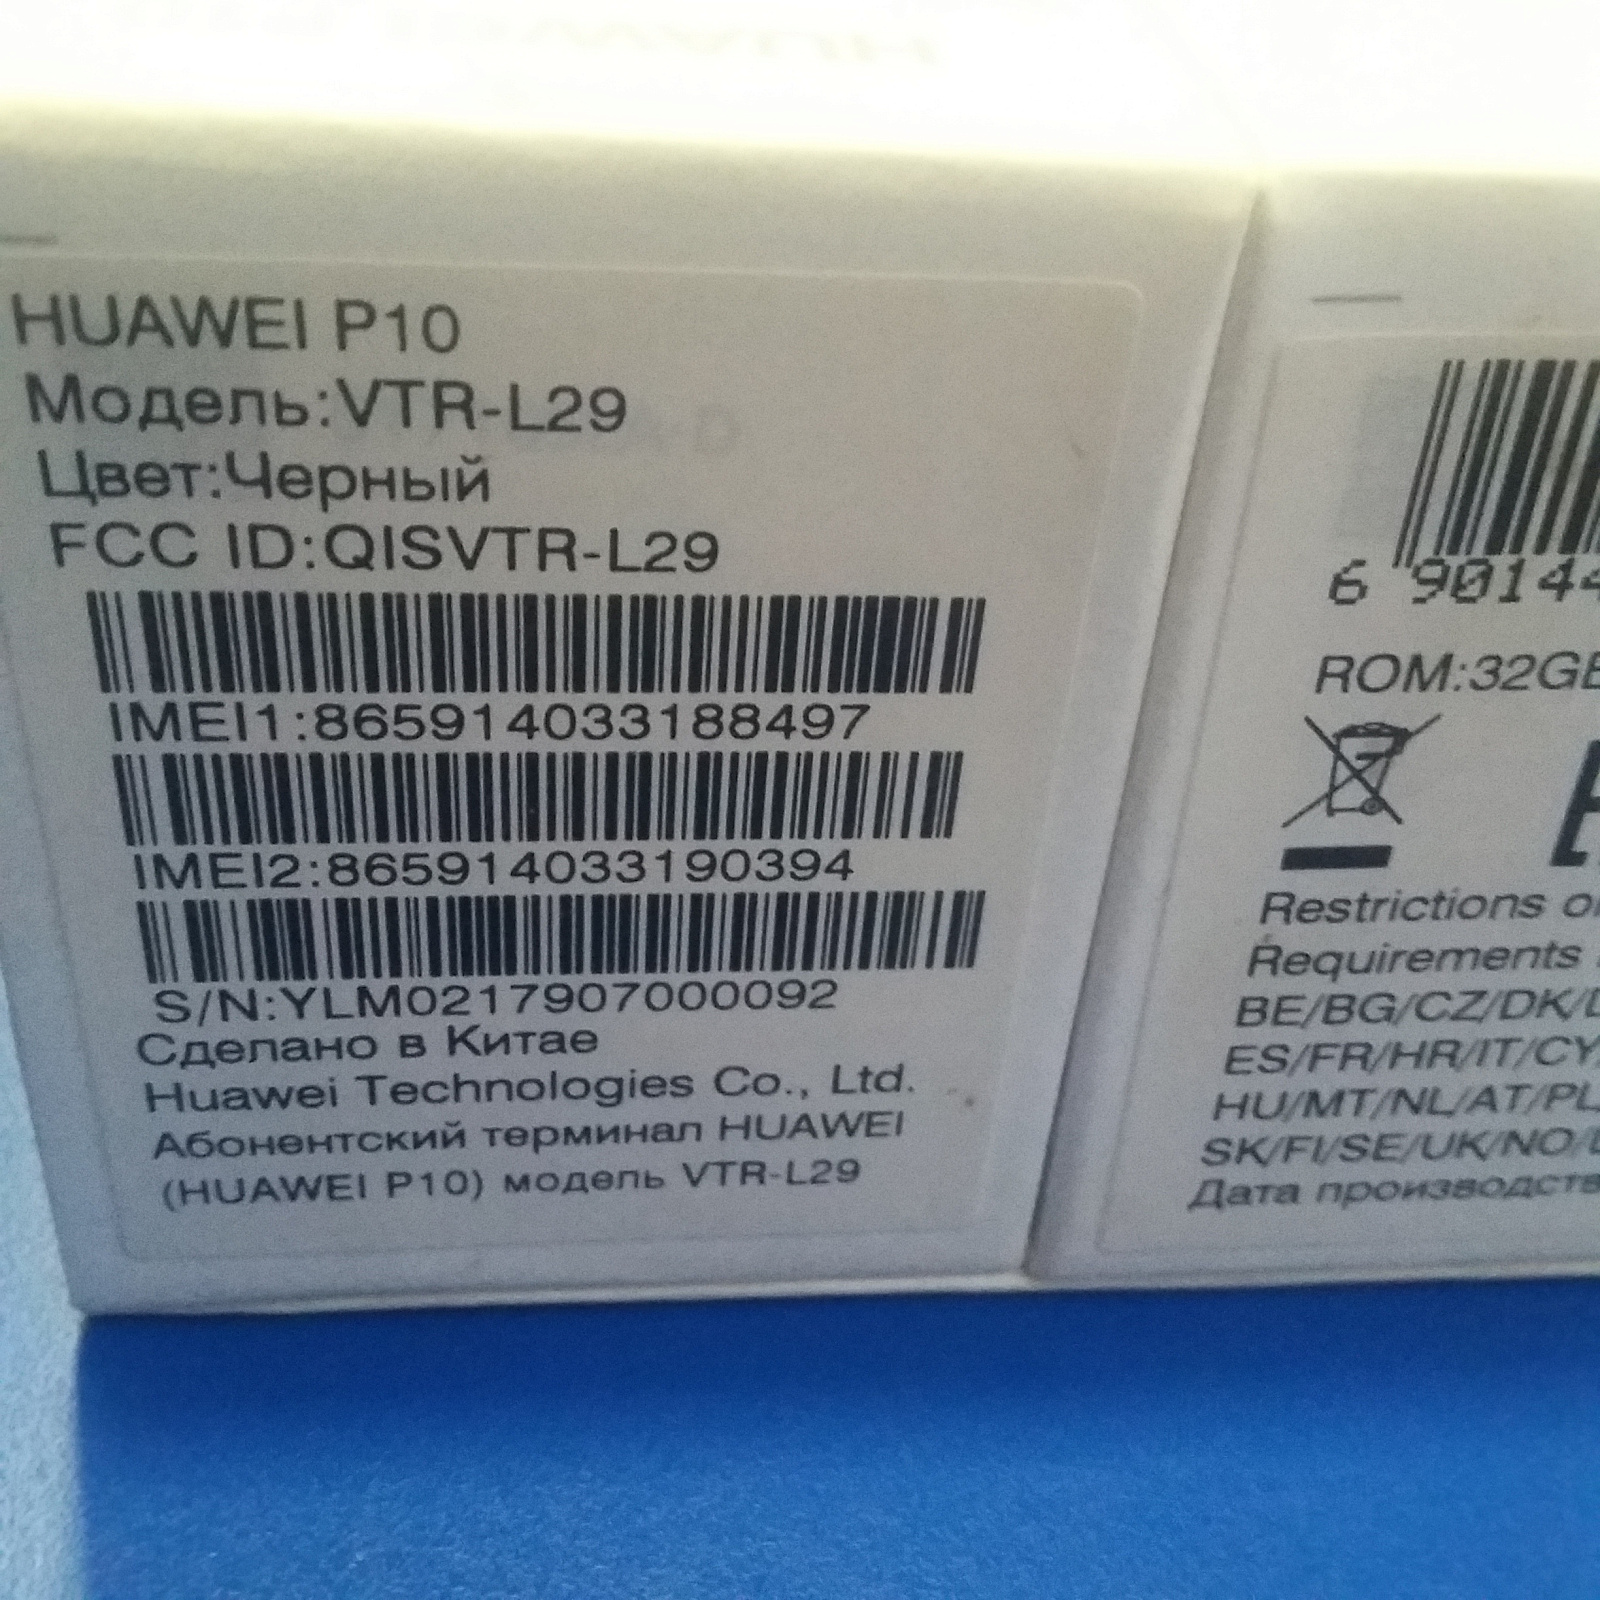 HUAWEI P10
Модель:VTR-L29
Цвет:Черный
FCC ID:QISVTR-L29
IMEI1:865914033188497
IMEI2:865914033190394
S/N:YLM0217907000092
Сделано в Китае
Huawei Technologies Co., Ltd.
Абонентский терминал HUAWEI
(HUAWEI P10) модель VTR-L29
6 90144
ROM:32GB
Restrictions
Requirements
BE/BG/CZ/DK/
ES/FR/HR/IT/CY
HU/MT/NL/AT/PL
SK/FI/SE/UK/NO/
Дата